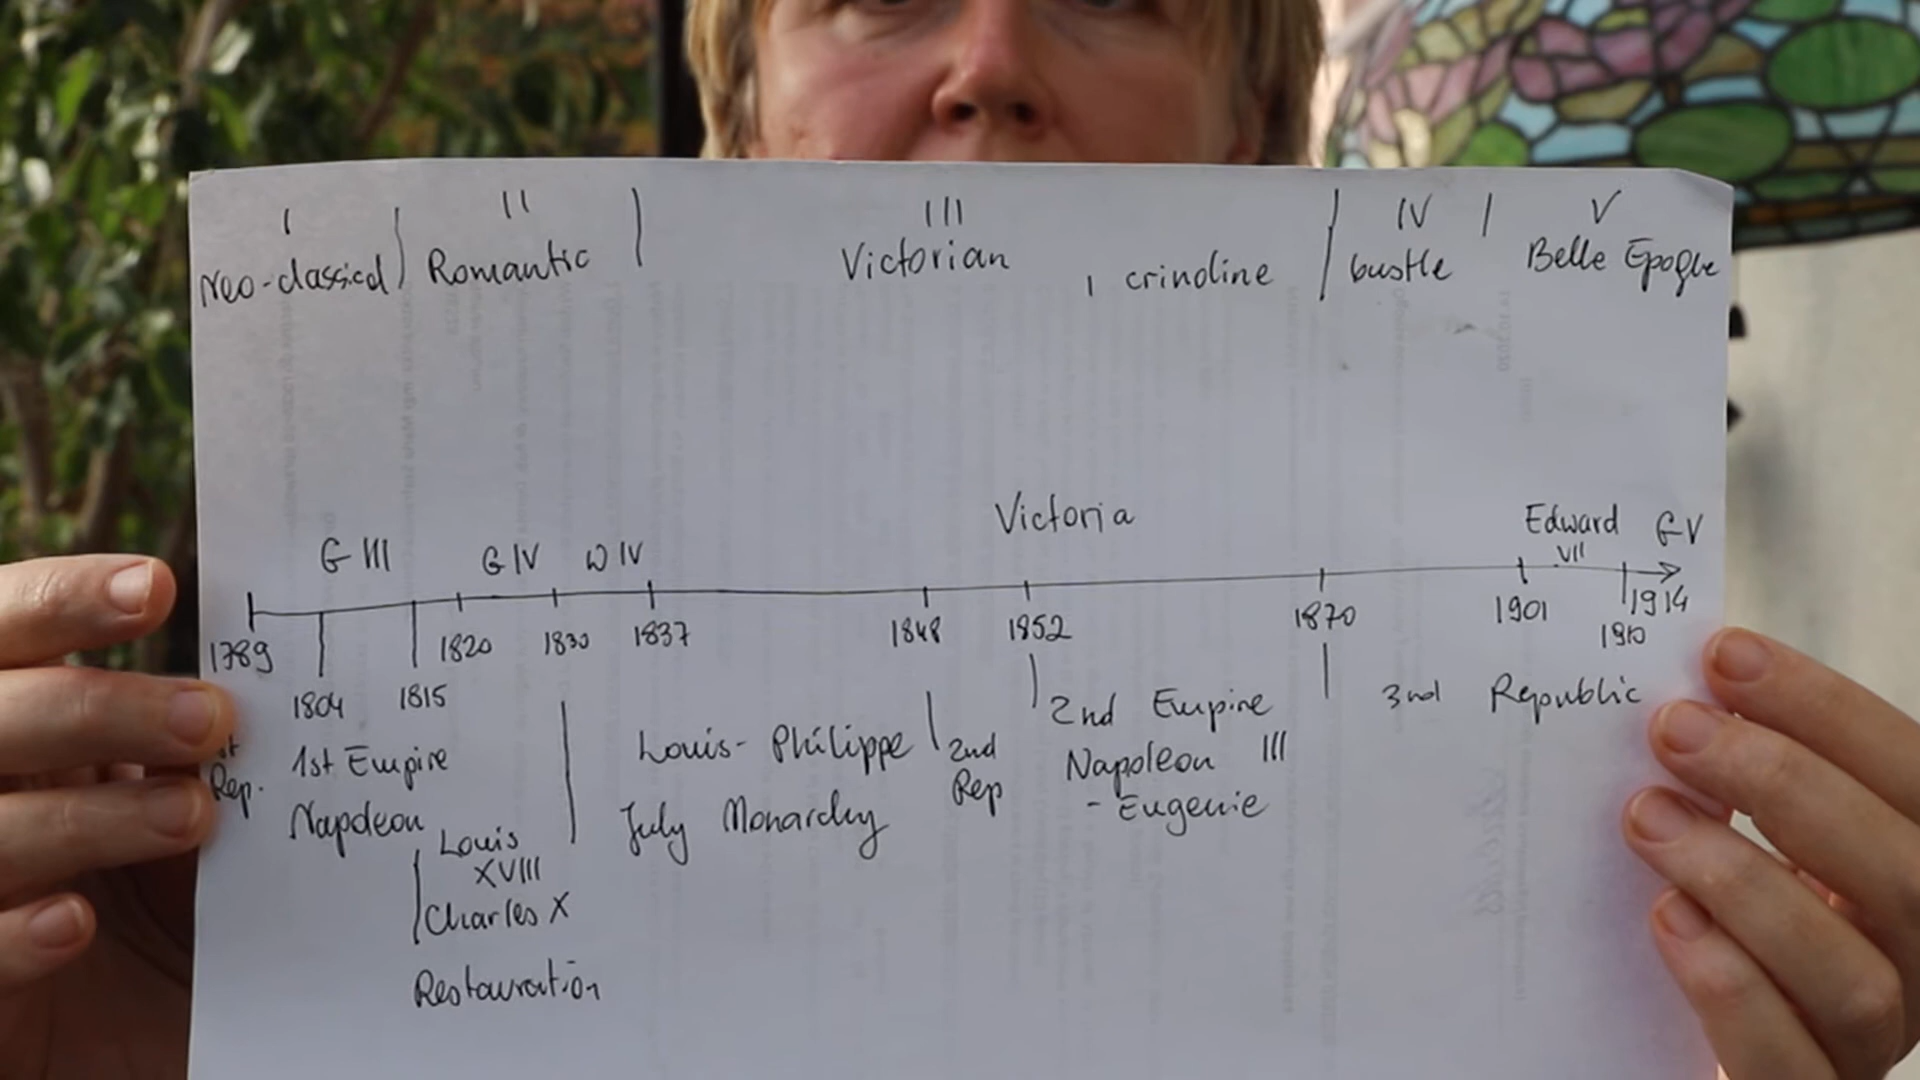 I II III IV V
Neo-classical Romantic Victorian crinoline bustle Belle Epoque
Victoria
G III G IV W IV Edward VII G V
1789 1804 1815 1820 1830 1837 1848 1852 1870 1901 1910 1914
Rep.
1st Empire
Napoleon
Louis
XVIII
Charles X
Restauration
Louis-Philippe
July Monarchy
2nd
Rep
2nd Empire
Napoleon III
- Eugenie
3nd Republic